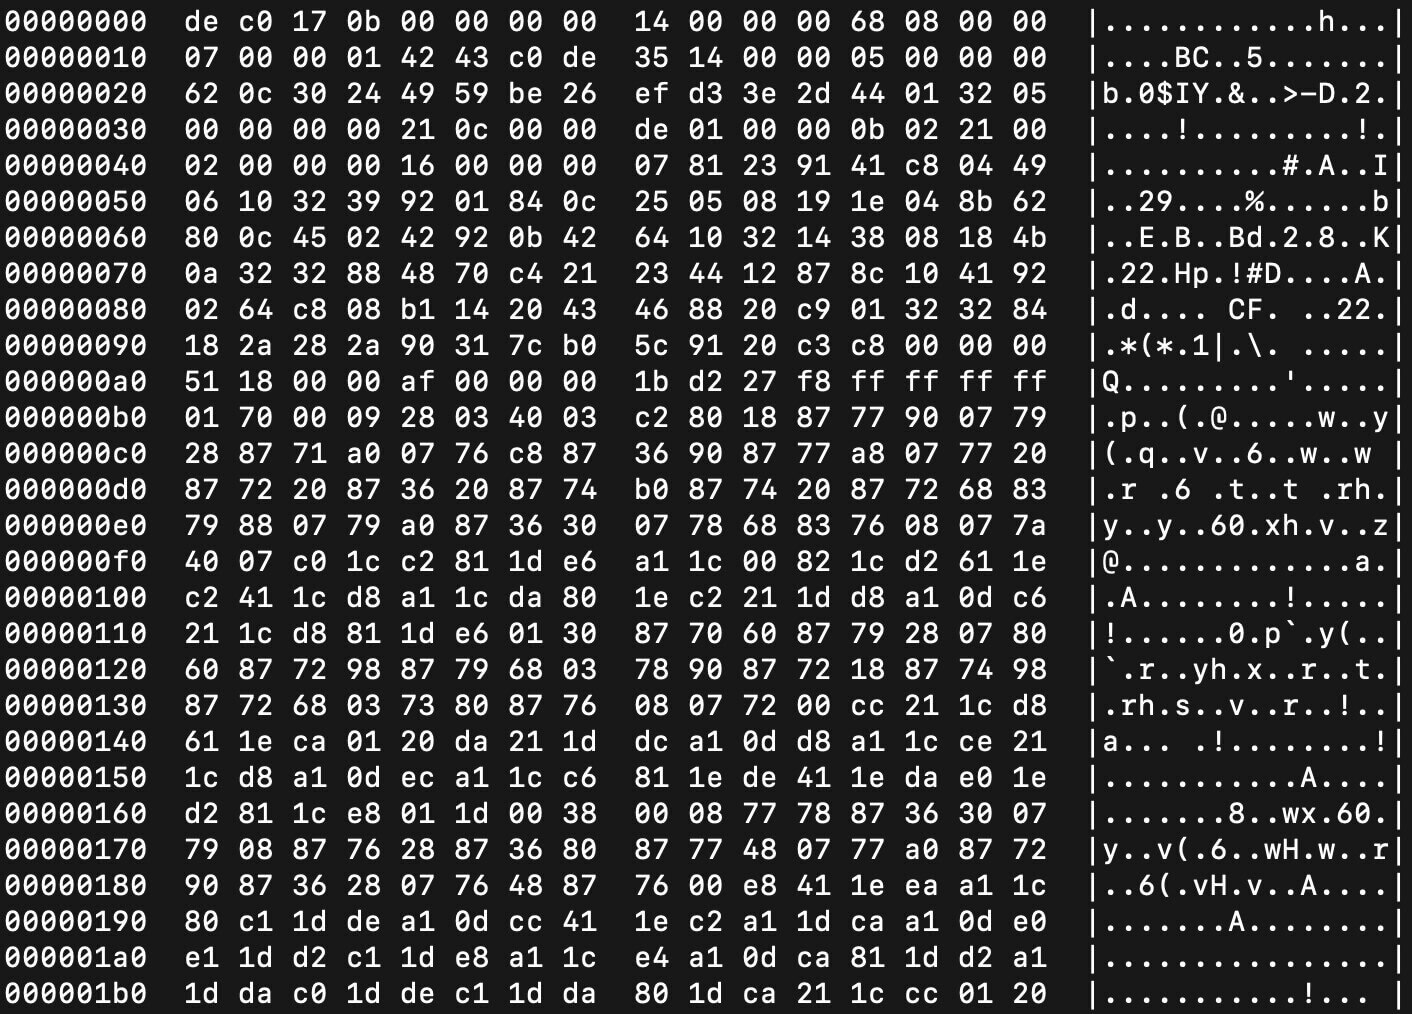 00000000  de c0 17 0b 00 00 00 00  14 00 00 00 68 08 00 00  |............h...|
00000010  07 00 00 01 42 43 c0 de  35 14 00 00 05 00 00 00  |....BC..5.......|
00000020  62 0c 30 24 49 59 be 26  ef d3 3e 2d 44 01 32 05  |b.0$IY.&..>-D.2.|
00000030  00 00 00 00 21 0c 00 00  de 01 00 00 0b 02 21 00  |....!.........!.|
00000040  02 00 00 00 16 00 00 00  07 81 23 91 41 c8 04 49  |..........#.A..I|
00000050  06 10 32 39 92 01 84 0c  25 05 08 19 1e 04 8b 62  |..29....%......b|
00000060  80 0c 45 02 42 92 0b 42  64 10 32 14 38 08 18 4b  |..E.B..Bd.2.8..K|
00000070  0a 32 32 88 48 70 c4 21  23 44 12 87 8c 10 41 92  |.22.Hp.!#D....A.|
00000080  02 64 c8 08 b1 14 20 43  46 88 20 c9 01 32 32 84  |.d.... CF. ..22.|
00000090  18 2a 28 2a 90 31 7c b0  5c 91 20 c3 c8 00 00 00  |.*(*.1|.\. .....|
000000a0  51 18 00 00 af 00 00 00  1b d2 27 f8 ff ff ff ff  |Q.........'.....|
000000b0  01 70 00 09 28 03 40 03  c2 80 18 87 77 90 07 79  |.p..(.@.....w..y|
000000c0  28 87 71 a0 07 76 c8 87  36 90 87 77 a8 07 77 20  |(.q..v..6..w..w |
000000d0  87 72 20 87 36 20 87 74  b0 87 74 20 87 72 68 83  |.r .6 .t..t .rh.|
000000e0  79 88 07 79 a0 87 36 30  07 78 68 83 76 08 07 7a  |y..y..60.xh.v..z|
000000f0  40 07 c0 1c c2 81 1d e6  a1 1c 00 82 1c d2 61 1e  |@.............a.|
00000100  c2 41 1c d8 a1 1c da 80  1e c2 21 1d d8 a1 0d c6  |.A........!.....|
00000110  21 1c d8 81 1d e6 01 30  87 70 60 87 79 28 07 80  |!......0.p`.y(..|
00000120  60 87 72 98 87 79 68 03  78 90 87 72 18 87 74 98  |`.r..yh.x..r..t.|
00000130  87 72 68 03 73 80 87 76  08 07 72 00 cc 21 1c d8  |.rh.s..v..r..!..|
00000140  61 1e ca 01 20 da 21 1d  dc a1 0d d8 a1 1c ce 21  |a... .!........!|
00000150  1c d8 a1 0d ec a1 1c c6  81 1e de 41 1e da e0 1e  |...........A....|
00000160  d2 81 1c e8 01 1d 00 38  00 08 77 78 87 36 30 07  |.......8..wx.60.|
00000170  79 08 87 76 28 87 36 80  87 77 48 07 77 a0 87 72  |y..v(.6..wH.w..r|
00000180  90 87 36 28 07 76 48 87  76 00 e8 41 1e ea a1 1c  |..6(.vH.v..A....|
00000190  80 c1 1d de a1 0d cc 41  1e c2 a1 1d ca a1 0d e0  |.......A........|
000001a0  e1 1d d2 c1 1d e8 a1 1c  e4 a1 0d ca 81 1d d2 a1  |................|
000001b0  1d da c0 1d de c1 1d da  80 1d ca 21 1c cc 01 20  |...........!... |